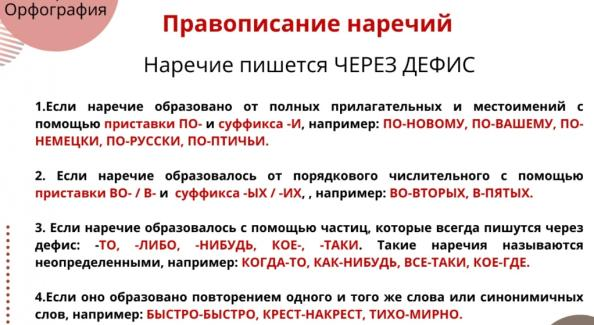 Орфография
Правописание наречий
Наречие пишется ЧЕРЕЗ ДЕФИС
1.Если наречие образовано от полных прилагательных и местоимений с
помощью приставки ПО- и суффикса -И, например: ПО-НОВОМУ, ПО-ВАШЕМУ, ПО-
НЕМЕЦКИ, ПО-РУССКИ, ПО-ПТИЧЬИ.
2. Если наречие образовалось от порядкового числительного с помощью
приставки ВО- / В- и суффикса -ЫХ / -ИХ, , например: ВО-ВТОРЫХ, В-ПЯТЫХ.
3. Если наречие образовалось с помощью частиц, которые всегда пишутся через
дефис: -ТО, -ЛИБО, -НИБУДЬ, КОЕ-, -ТАКИ. Такие наречия называются
неопределенными, например: КОГДА-ТО, КАК-НИБУДЬ, ВСЕ-ТАКИ, КОЕ-ГДЕ.
4.Если оно образовано повторением одного и того же слова или синонимичных
слов, например: БЫСТРО-БЫСТРО, КРЕСТ-НАКРЕСТ, ТИХО-МИРНО.